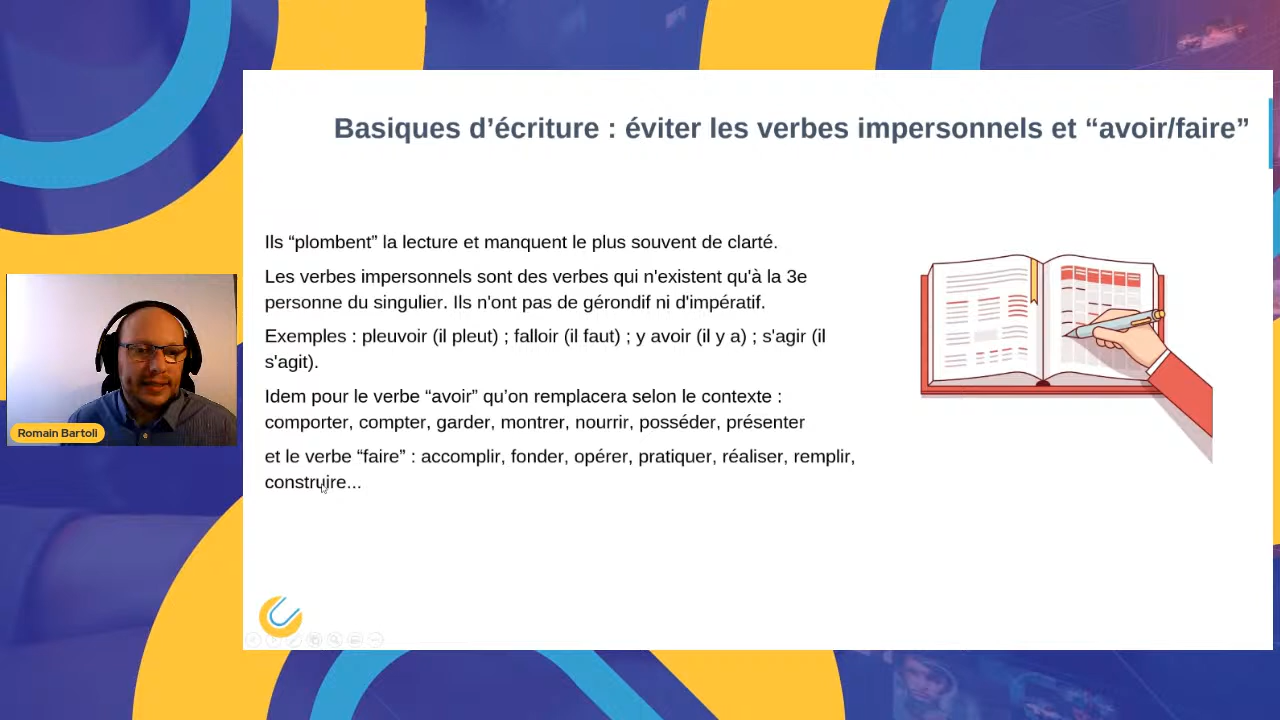 Basiques d’écriture : éviter les verbes impersonnels et “avoir/faire”
Ils “plombent” la lecture et manquent le plus souvent de clarté.
Les verbes impersonnels sont des verbes qui n'existent qu'à la 3e
personne du singulier. Ils n'ont pas de gérondif ni d'impératif.
Exemples : pleuvoir (il pleut) ; falloir (il faut) ; y avoir (il y a) ; s'agir (il
s'agit).
Idem pour le verbe “avoir” qu’on remplacera selon le contexte :
comporter, compter, garder, montrer, nourrir, posséder, présenter
et le verbe “faire” : accomplir, fonder, opérer, pratiquer, réaliser, remplir,
construire...
Romain Bartoli